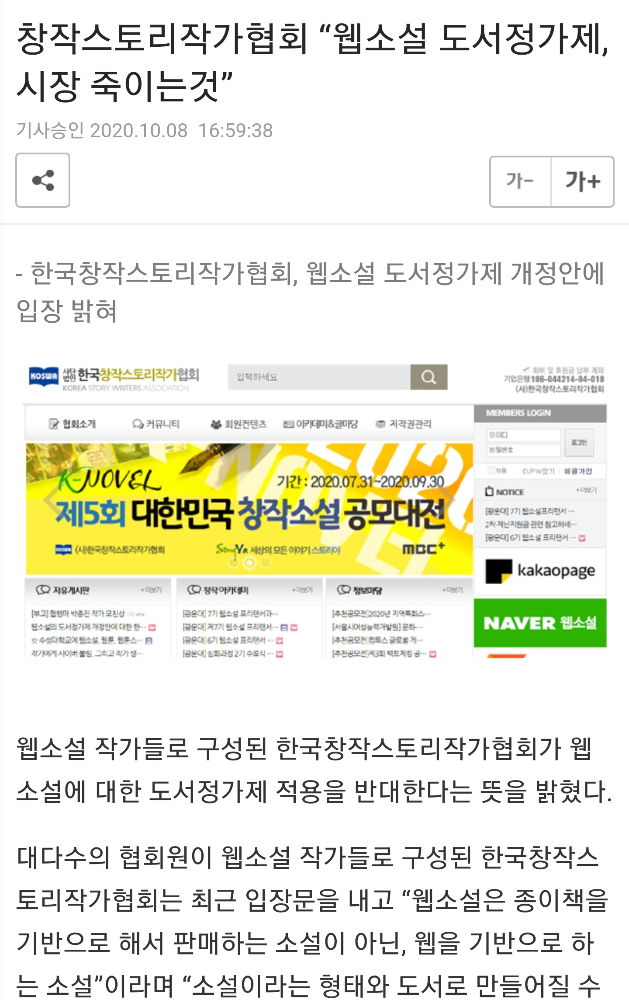 창작스토리작가협회 “웹소설 도서정가제,
시장 죽이는것”
기사승인 2020.10.08 16:59:38
가- 가+
- 한국창작스토리작가협회, 웹소설 도서정가제 개정안에
입장 밝혀
KOSWA 사단법인 한국창작스토리작가협회
KOREA STORY WRITERS ASSOCIATION
입력하세요
회비 및 후원금 납부 계좌
기업은행 106-044214-04-018
(사)한국창작스토리작가협회
협회소개 커뮤니티 회원컨텐츠 아카데미&글마당 저작권관리
MEMBERS LOGIN
아이디
비밀번호
로그인
자동 ID/PW찾기 | 회원가입
NOTICE +더보기
[광운대] 7기 웹소설프리랜서 ···
2차 재난지원금 관련 참고하세···
[광운대] 6기 웹소설 프리랜서 ···
NOVEL
K-NOVEL
기간 : 2020.07.31~2020.09.30
제5회 대한민국 창작소설 공모대전
KOSWA (사)한국창작스토리작가협회
StoryYa 세상의 모든 이야기 스토리야
MBC+
kakaopage
NAVER 웹소설
자유게시판 +더보기
[부고] 협행마 박종진 작가 모친상 (1)
웹소설의 도서정가제 개정안에 대한 한···
☆ 수성대학교에 웹소설, 웹툰, 웹툰스···
작가에게 사이버 불링, 그리고 작가 생···
창작 아카데미 +더보기
[광운대] 7기 웹소설 프리랜서과···
[광운대] 제7기 웹소설 프리랜서···
[광운대] 6기 웹소설 프리랜서 ···
[광운대] 심화과정 2기 수료식 ···
정보마당 +더보기
[추천공모전]2020년 지역특화스···
[서울시여성능력개발원] 문화···
[추천공모전]컴투스 글로벌 게···
[추천공모전]제3회 팩트체킹 공···
웹소설 작가들로 구성된 한국창작스토리작가협회가 웹
소설에 대한 도서정가제 적용을 반대한다는 뜻을 밝혔다.
대다수의 협회원이 웹소설 작가들로 구성된 한국창작스
토리작가협회는 최근 입장문을 내고 “웹소설은 종이책을
기반으로 해서 판매하는 소설이 아닌, 웹을 기반으로 하
는 소설”이라며 “소설이라는 형태와 도서로 만들어질 수